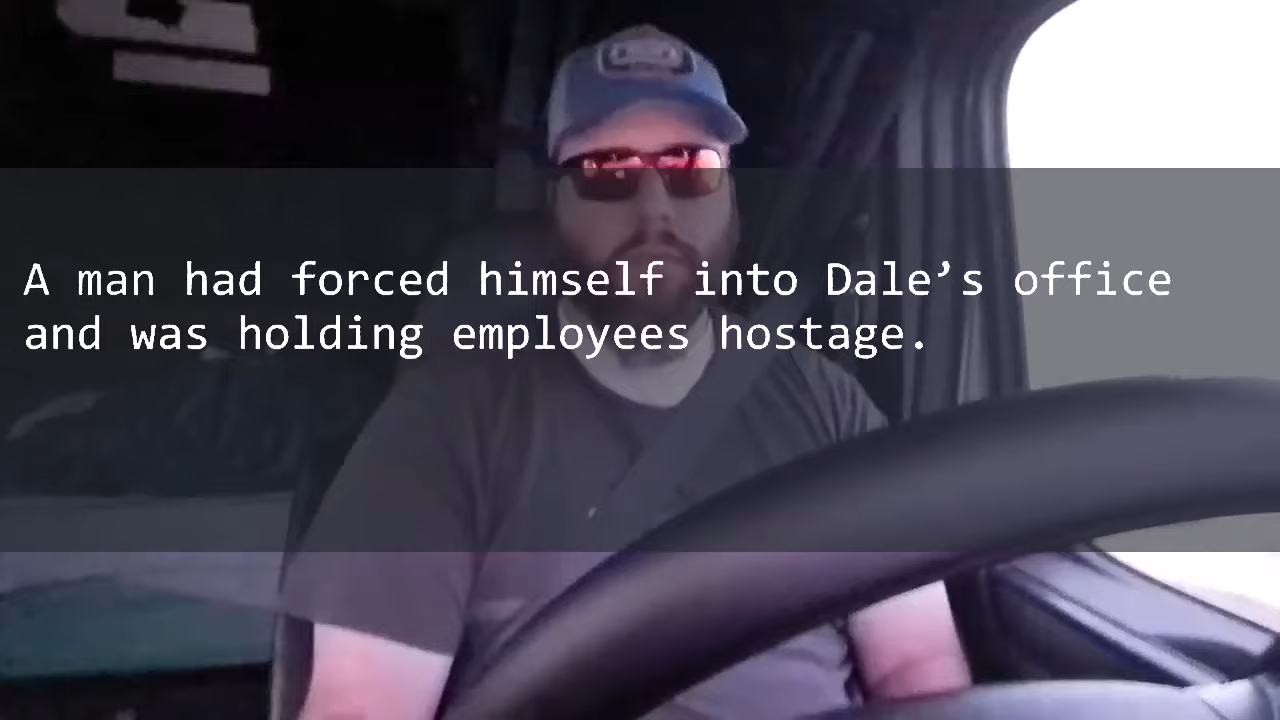 A man had forced himself into Dale’s office
and was holding employees hostage.